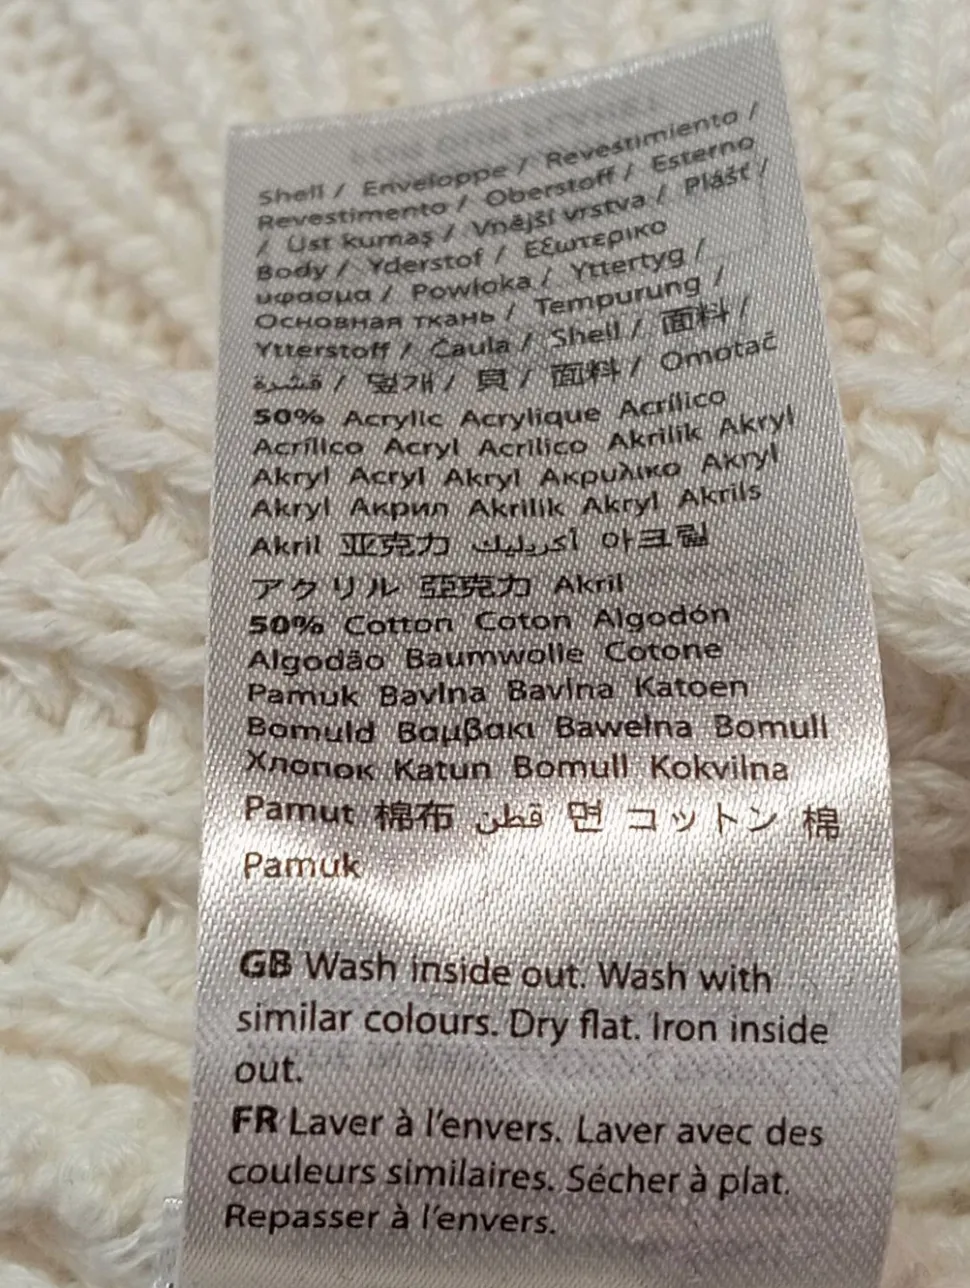 Shell / Enveloppe / Revestimiento /
Revestimento / Oberstoff / Esterno
/ Üst kumaş / Vnější vrstva / Plášť /
Body / Yderstof / Εξωτερικο
υφασμα / Powłoka / Yttertyg /
Основная ткань / Tempurung /
Ytterstoff / Čaula / Shell / 面料 /
قشرة / 덮개 / 貝 / 面料 / Omotač
50% Acrylic Acrylique Acrílico
Acrílico Acryl Acrilico Akrilik Akryl
Akryl Acryl Akryl Ακρυλικο Akryl
Akryl Акрил Akrilik Akryl Akrils
Akril 亚克力 أكريليك 아크릴
アクリル 亞克力 Akril
50% Cotton Coton Algodón
Algodão Baumwolle Cotone
Pamuk Bavlna Bavlna Katoen
Bomuld Βαμβακι Bawełna Bomull
Хлопок Katun Bomull Kokvilna
Pamut 棉布 قطن 면 コットン 棉
Pamuk
GB Wash inside out. Wash with
similar colours. Dry flat. Iron inside
out.
FR Laver à l'envers. Laver avec des
couleurs similaires. Sécher à plat.
Repasser à l'envers.